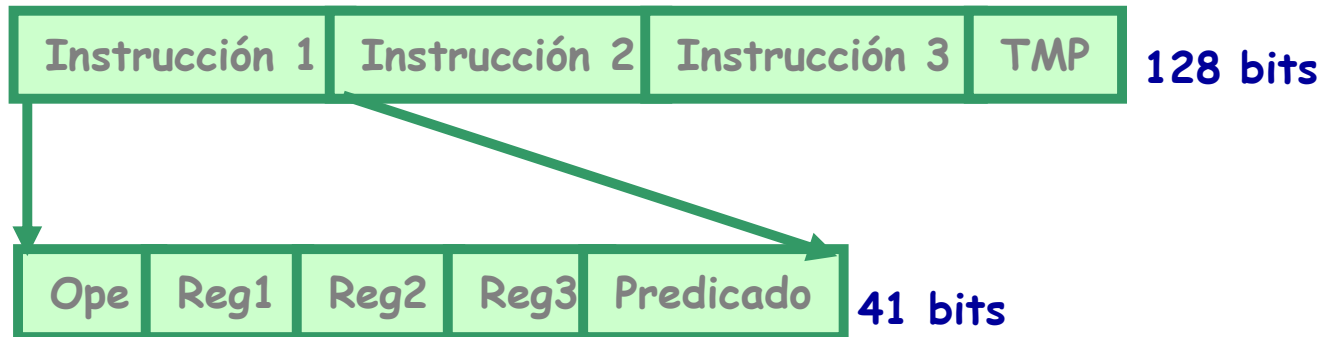 Instrucción 1 Instrucción 2 Instrucción 3 TMP 128 bits
Ope Reg1 Reg2 Reg3 Predicado 41 bits